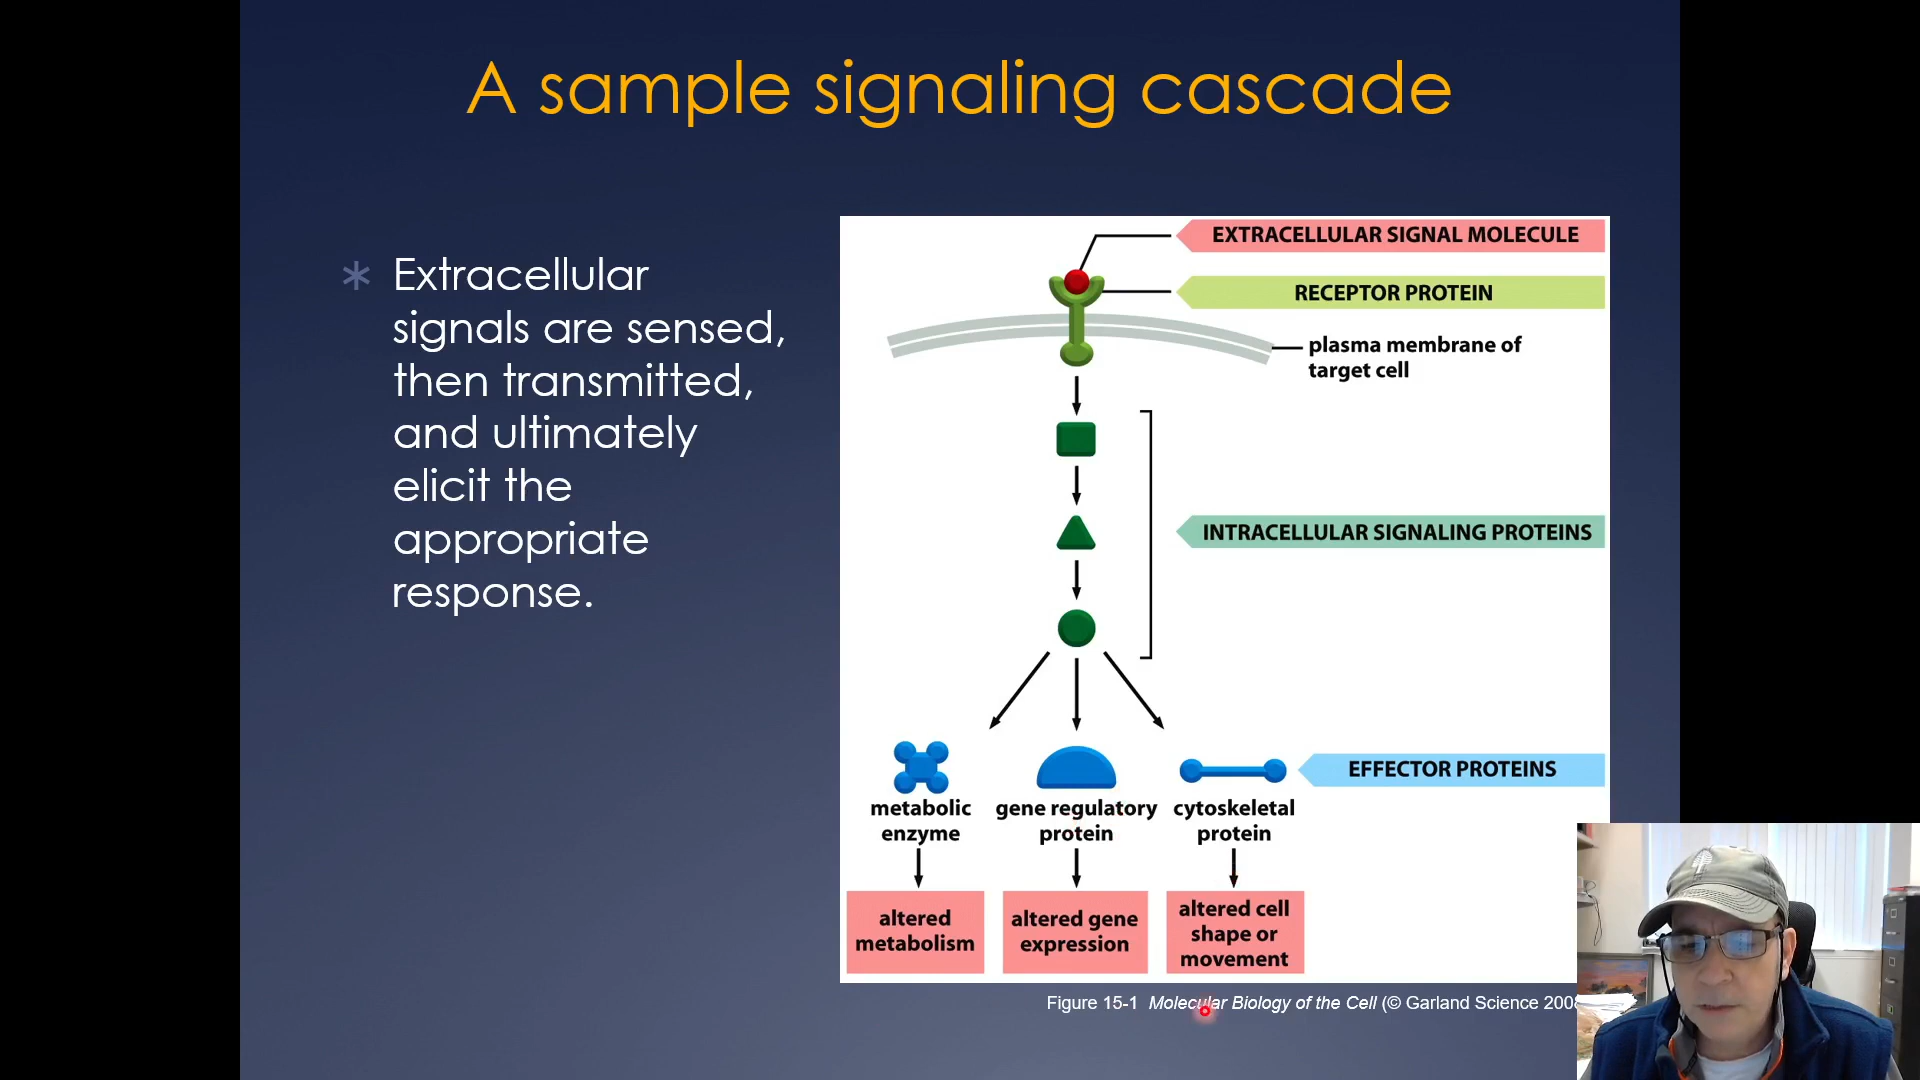 A sample signaling cascade
Extracellular
signals are sensed,
then transmitted,
and ultimately
elicit the
appropriate
response.
EXTRACELLULAR SIGNAL MOLECULE
RECEPTOR PROTEIN
plasma membrane of
target cell
INTRACELLULAR SIGNALING PROTEINS
EFFECTOR PROTEINS
metabolic
enzyme
gene regulatory
protein
cytoskeletal
protein
altered
metabolism
altered gene
expression
altered cell
shape or
movement
Figure 15-1 Molecular Biology of the Cell (© Garland Science 2008